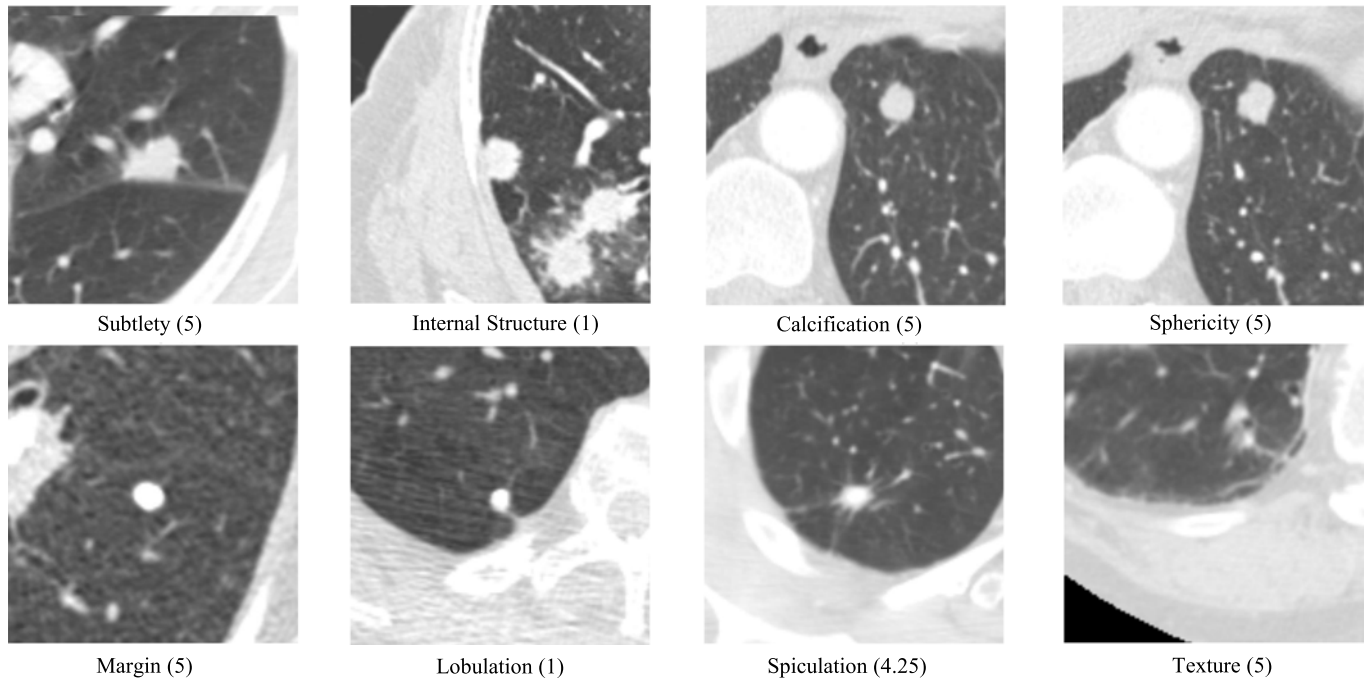 Subtlety (5)
Internal Structure (1)
Calcification (5)
Sphericity (5)
Margin (5)
Lobulation (1)
Spiculation (4.25)
Texture (5)